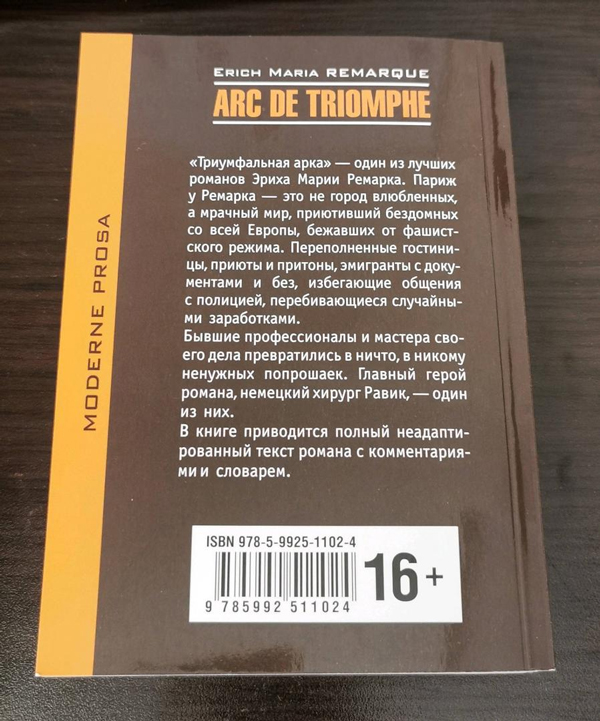 ERICH MARIA REMARQUE
ARC DE TRIOMPHE
«Триумфальная арка» — один из лучших
романов Эриха Марии Ремарка. Париж
у Ремарка — это не город влюбленных,
а мрачный мир, приютивший бездомных
со всей Европы, бежавших от фашист-
ского режима. Переполненные гостини-
цы, приюты и притоны, эмигранты с доку-
ментами и без, избегающие общения
с полицией, перебивающиеся случайны-
ми заработками.
Бывшие профессионалы и мастера сво-
его дела превратились в ничто, в никому
ненужных попрошаек. Главный герой
романа, немецкий хирург Равик, — один
из них.
В книге приводится полный неадапти-
рованный текст романа с комментария-
ми и словарем.
MODERNE PROSA
ISBN 978-5-9925-1102-4
9 785992 511024
16+